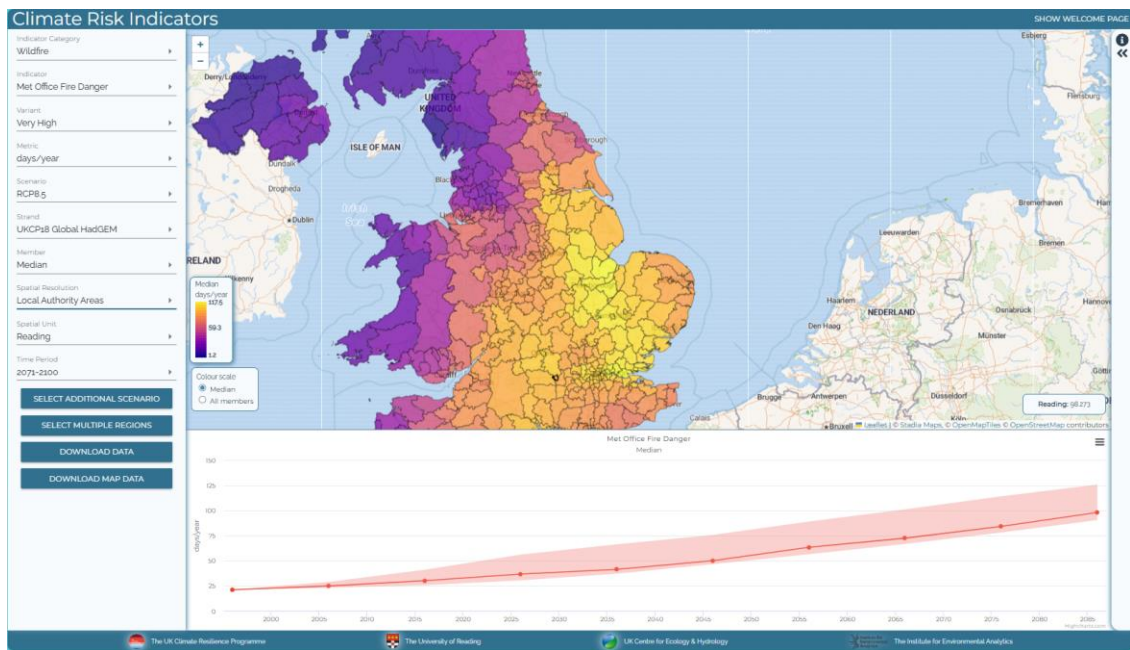 Climate Risk Indicators
SHOW WELCOME PAGE
Indicator Category
Wildfire
Indicator
Met Office Fire Danger
Variant
Very High
Metric
days/year
Scenario
RCP8.5
Strand
UKCP18 Global HadGEM
Member
Median
Spatial Resolution
Local Authority Areas
Spatial Unit
Reading
Time Period
2071-2100
SELECT ADDITIONAL SCENARIO
SELECT MULTIPLE REGIONS
DOWNLOAD DATA
DOWNLOAD MAP DATA
+
−
Esbjerg
Flensburg
UNITED
KINGDOM
ISLE OF MAN
Dundalk
Drogheda
Dublin
Kilkenny
Bremerhaven
Leeuwarden
Bremen
Haarlem
NEDERLAND
Osnabrück
Hannover
Den Haag
Münster
Calais
Brugge
Antwerpen
Düsseldorf
Median
days/year
117.5
59.3
1.2
Colour scale
Median
All members
Reading: 98.273
Leaflet | © Stadia Maps, © OpenMapTiles © OpenStreetMap contributors
Met Office Fire Danger
Median
days/year
150
125
100
75
50
25
0
2000 2005 2010 2015 2020 2025 2030 2035 2040 2045 2050 2055 2060 2065 2070 2075 2080 2085
Highcharts.com
The UK Climate Resilience Programme
The University of Reading
UK Centre for Ecology & Hydrology
The Institute for Environmental Analytics